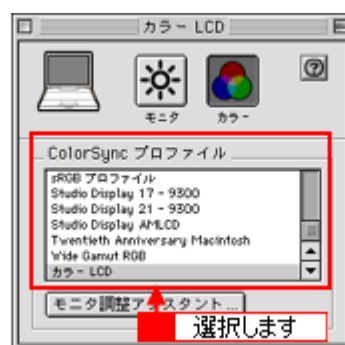 カラー LCD
モニタ
カラー
ColorSync プロファイル
sRGB プロファイル
Studio Display 17 - 9300
Studio Display 21 - 9300
Studio Display AMLCD
Twentieth Anniversary Macintosh
Wide Gamut RGB
カラー LCD
モニタ調整アシスタント...
選択します